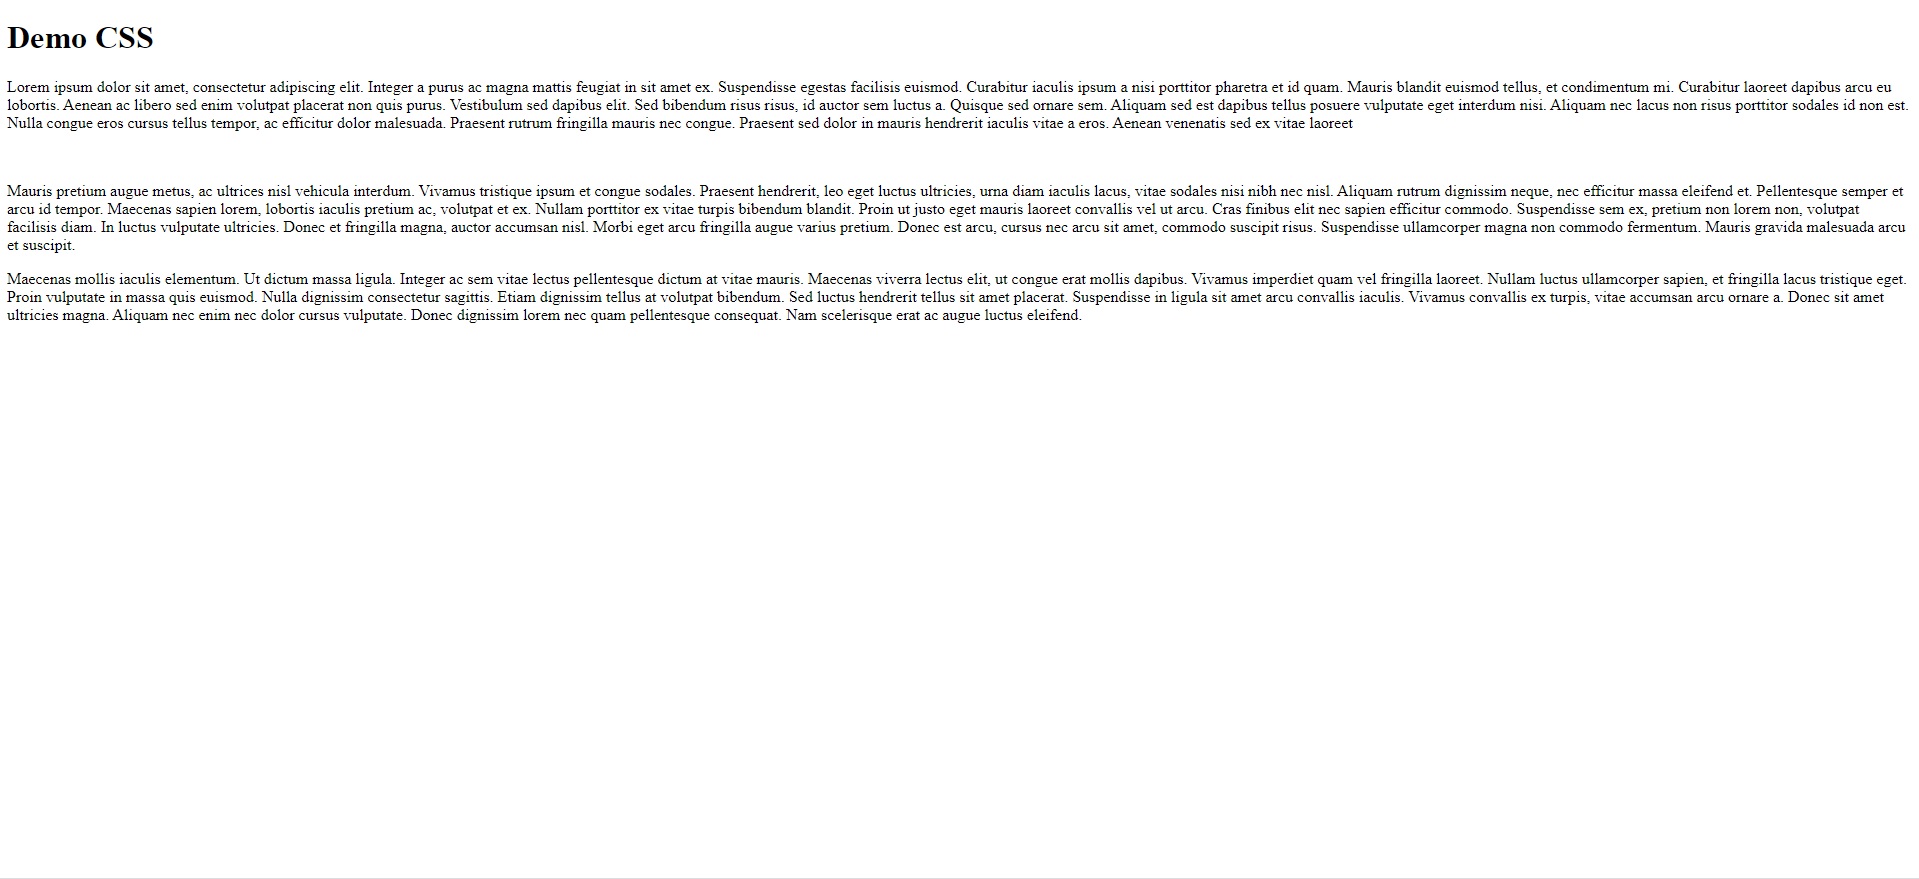 Demo CSS
Lorem ipsum dolor sit amet, consectetur adipiscing elit. Integer a purus ac magna mattis feugiat in sit amet ex. Suspendisse egestas facilisis euismod. Curabitur iaculis ipsum a nisi porttitor pharetra et id quam. Mauris blandit euismod tellus, et condimentum mi. Curabitur laoreet dapibus arcu eu
lobortis. Aenean ac libero sed enim volutpat placerat non quis purus. Vestibulum sed dapibus elit. Sed bibendum risus risus, id auctor sem luctus a. Quisque sed ornare sem. Aliquam sed est dapibus tellus posuere vulputate eget interdum nisi. Aliquam nec lacus non risus porttitor sodales id non est.
Nulla congue eros cursus tellus tempor, ac efficitur dolor malesuada. Praesent rutrum fringilla mauris nec congue. Praesent sed dolor in mauris hendrerit iaculis vitae a eros. Aenean venenatis sed ex vitae laoreet
Mauris pretium augue metus, ac ultrices nisl vehicula interdum. Vivamus tristique ipsum et congue sodales. Praesent hendrerit, leo eget luctus ultricies, urna diam iaculis lacus, vitae sodales nisi nibh nec nisl. Aliquam rutrum dignissim neque, nec efficitur massa eleifend et. Pellentesque semper et
arcu id tempor. Maecenas sapien lorem, lobortis iaculis pretium ac, volutpat et ex. Nullam porttitor ex vitae turpis bibendum blandit. Proin ut justo eget mauris laoreet convallis vel ut arcu. Cras finibus elit nec sapien efficitur commodo. Suspendisse sem ex, pretium non lorem non, volutpat
facilisis diam. In luctus vulputate ultricies. Donec et fringilla magna, auctor accumsan nisl. Morbi eget arcu fringilla augue varius pretium. Donec est arcu, cursus nec arcu sit amet, commodo suscipit risus. Suspendisse ullamcorper magna non commodo fermentum. Mauris gravida malesuada arcu
et suscipit.
Maecenas mollis iaculis elementum. Ut dictum massa ligula. Integer ac sem vitae lectus pellentesque dictum at vitae mauris. Maecenas viverra lectus elit, ut congue erat mollis dapibus. Vivamus imperdiet quam vel fringilla laoreet. Nullam luctus ullamcorper sapien, et fringilla lacus tristique eget.
Proin vulputate in massa quis euismod. Nulla dignissim consectetur sagittis. Etiam dignissim tellus at volutpat bibendum. Sed luctus hendrerit tellus sit amet placerat. Suspendisse in ligula sit amet arcu convallis iaculis. Vivamus convallis ex turpis, vitae accumsan arcu ornare a. Donec sit amet
ultricies magna. Aliquam nec enim nec dolor cursus vulputate. Donec dignissim lorem nec quam pellentesque consequat. Nam scelerisque erat ac augue luctus eleifend.